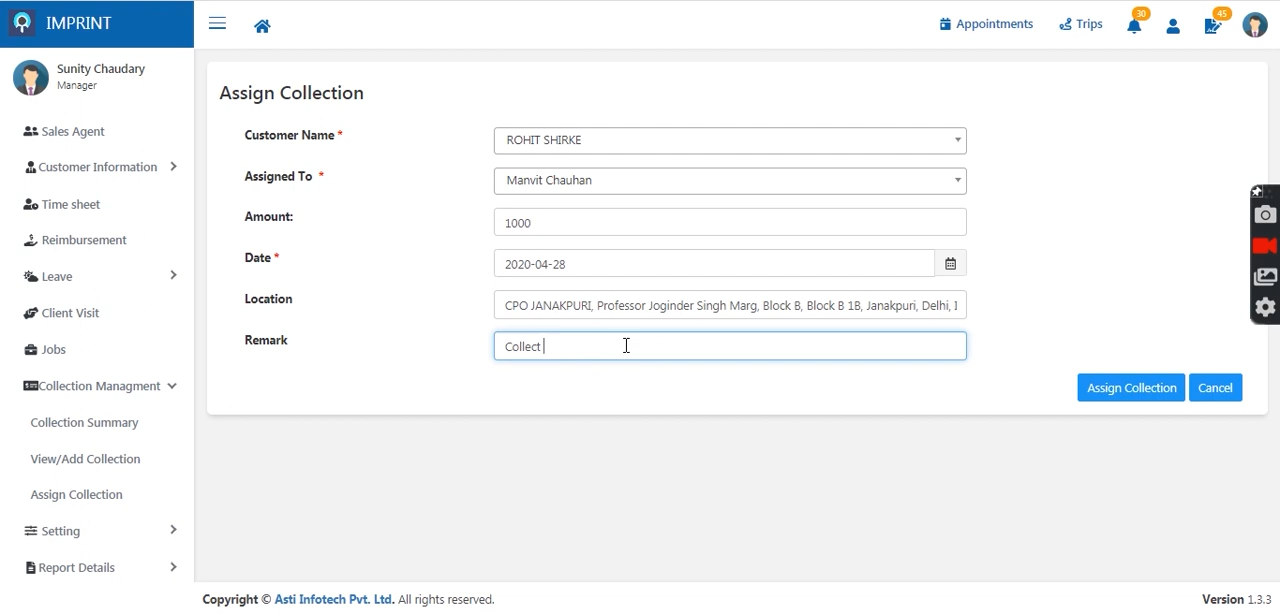 IMPRINT
Appointments
Trips
30
45
Sunity Chaudary
Manager
Sales Agent
Customer Information
Time sheet
Reimbursement
Leave
Client Visit
Jobs
Collection Managment
Collection Summary
View/Add Collection
Assign Collection
Setting
Report Details
Assign Collection
Customer Name *
ROHIT SHIRKE
Assigned To *
Manvit Chauhan
Amount:
1000
Date *
2020-04-28
Location
CPO JANAKPURI, Professor Joginder Singh Marg, Block B, Block B 1B, Janakpuri, Delhi,
Remark
Collect
Assign Collection
Cancel
Copyright © Asti Infotech Pvt. Ltd. All rights reserved.
Version 1.3.3